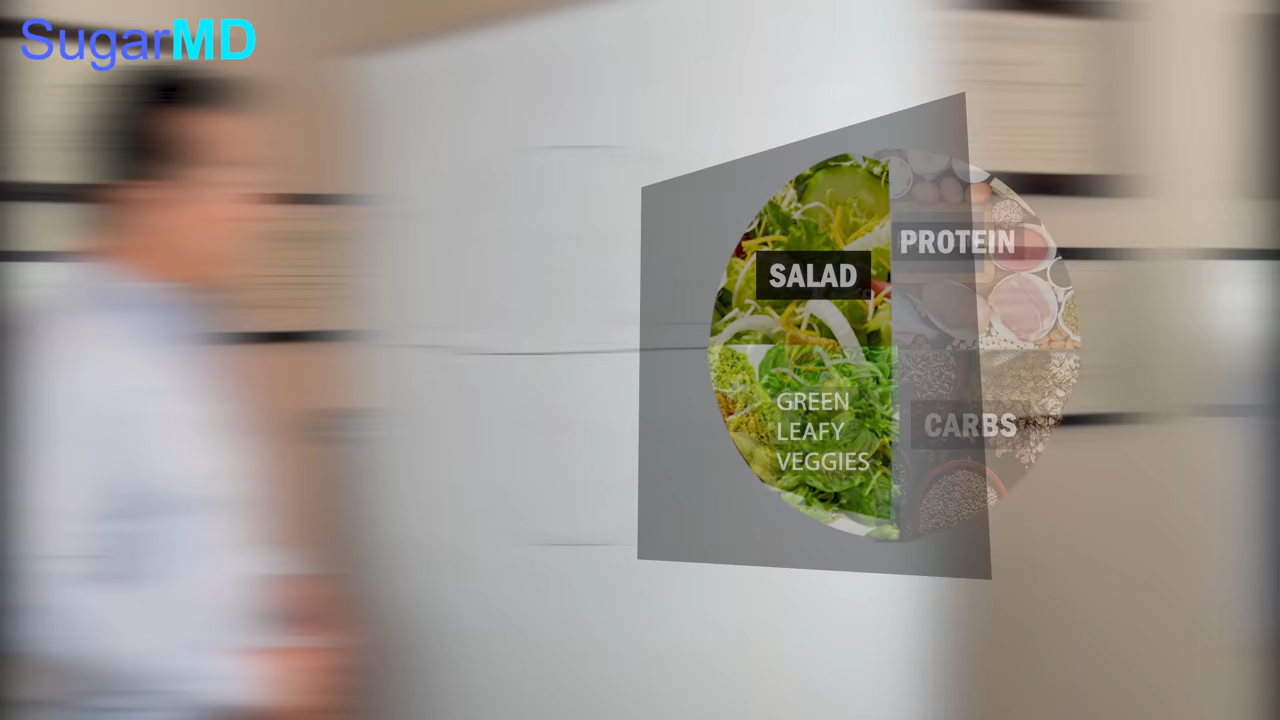 SugarMD
PROTEIN
SALAD
GREEN
LEAFY
VEGGIES
CARBS